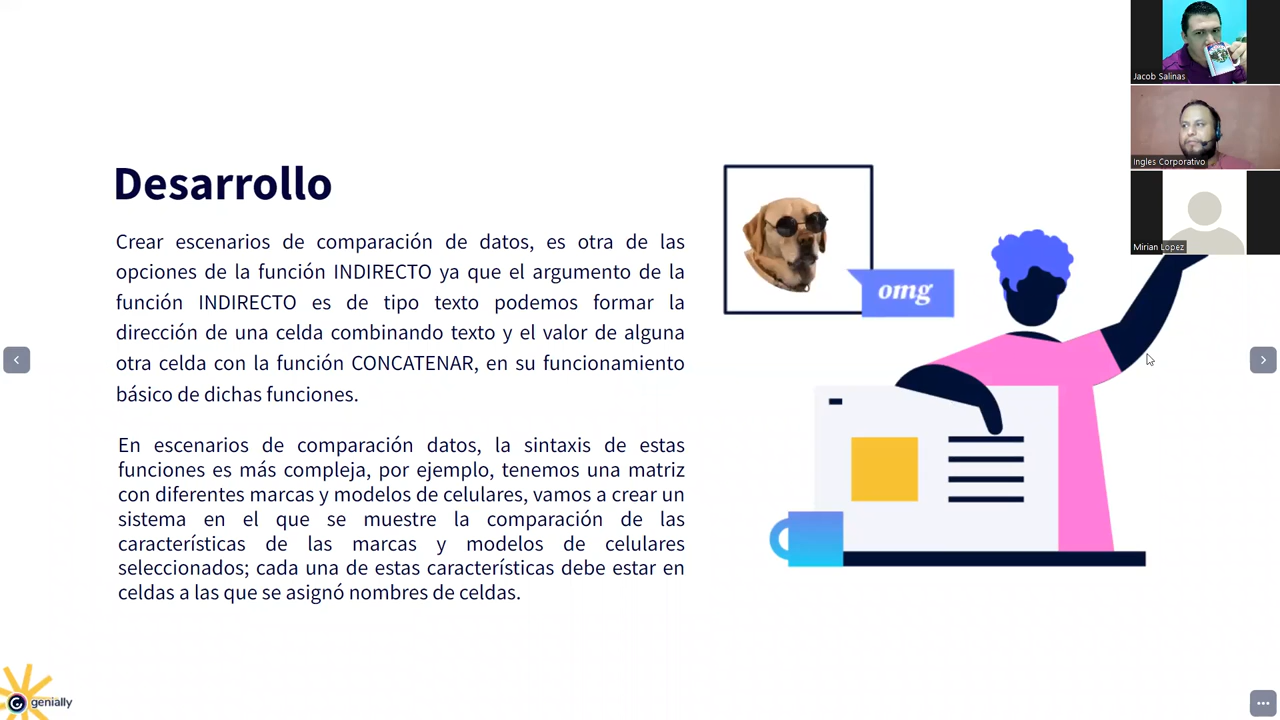 Desarrollo
Crear escenarios de comparación de datos, es otra de las
opciones de la función INDIRECTO ya que el argumento de la
función INDIRECTO es de tipo texto podemos formar la
dirección de una celda combinando texto y el valor de alguna
otra celda con la función CONCATENAR, en su funcionamiento
básico de dichas funciones.
En escenarios de comparación datos, la sintaxis de estas
funciones es más compleja, por ejemplo, tenemos una matriz
con diferentes marcas y modelos de celulares, vamos a crear un
sistema en el que se muestre la comparación de las
características de las marcas y modelos de celulares
seleccionados; cada una de estas características debe estar en
celdas a las que se asignó nombres de celdas.
omg
Jacob Salinas
Ingles Corporativo
Mirian Lopez
genially